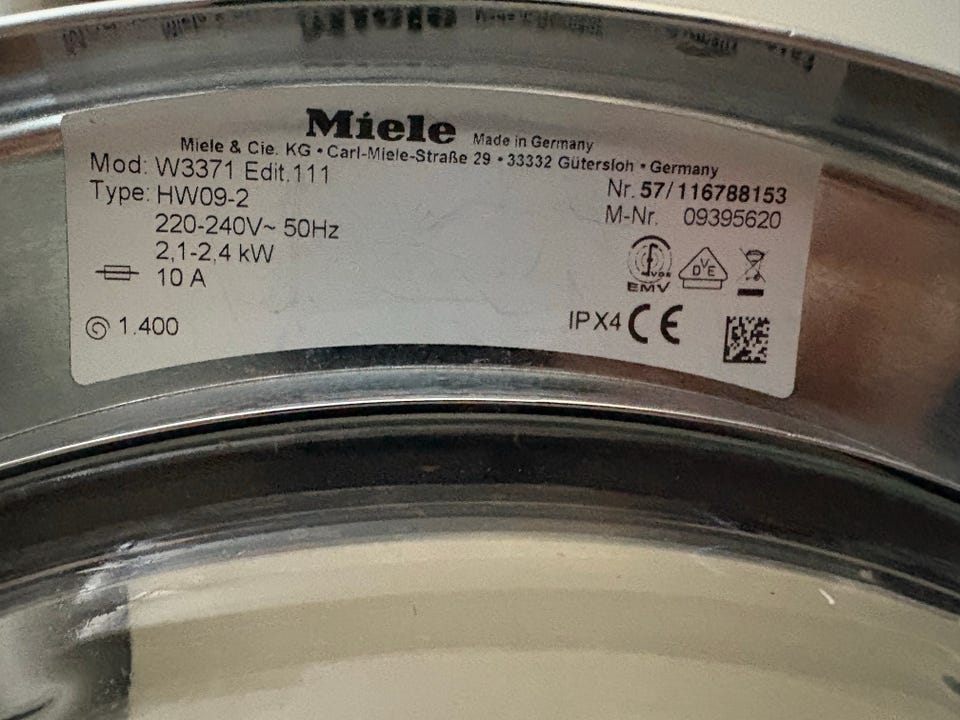 Miele Made in Germany
Miele & Cie. KG • Carl-Miele-Straße 29 • 33332 Gütersloh • Germany
Mod: W3371 Edit.111
Nr. 57/116788153
Type: HW09-2
M-Nr. 09395620
220-240V~ 50Hz
2,1-2,4 kW
10 A
VDE
EMV
DVE
1.400
IPX4 CE